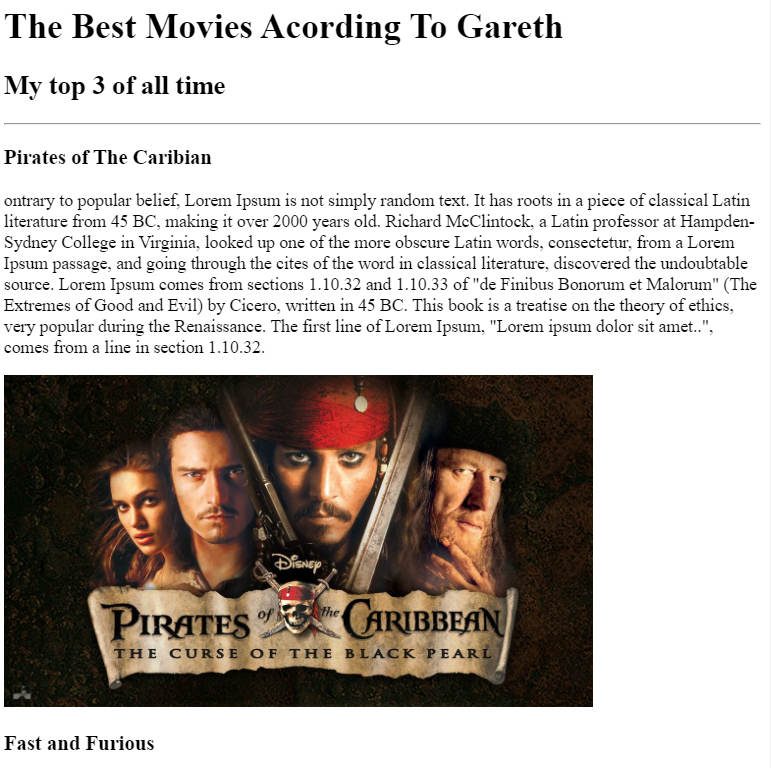 The Best Movies Acording To Gareth
My top 3 of all time
Pirates of The Caribian
ontrary to popular belief, Lorem Ipsum is not simply random text. It has roots in a piece of classical Latin
literature from 45 BC, making it over 2000 years old. Richard McClintock, a Latin professor at Hampden-
Sydney College in Virginia, looked up one of the more obscure Latin words, consectetur, from a Lorem
Ipsum passage, and going through the cites of the word in classical literature, discovered the undoubtable
source. Lorem Ipsum comes from sections 1.10.32 and 1.10.33 of "de Finibus Bonorum et Malorum" (The
Extremes of Good and Evil) by Cicero, written in 45 BC. This book is a treatise on the theory of ethics,
very popular during the Renaissance. The first line of Lorem Ipsum, "Lorem ipsum dolor sit amet..",
comes from a line in section 1.10.32.
Disney
PIRATES of the CARIBBEAN
THE CURSE OF THE BLACK PEARL
Fast and Furious